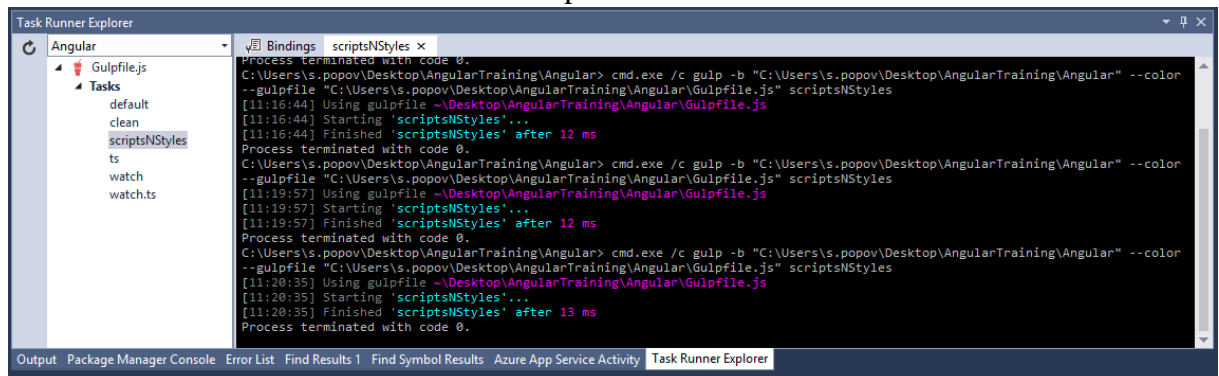 Task Runner Explorer
Angular
Bindings scriptsNStyles ×
Gulpfile.js
Tasks
default
clean
scriptsNStyles
ts
watch
watch.ts
Process terminated with code 0.
C:\Users\s.popov\Desktop\AngularTraining\Angular> cmd.exe /c gulp -b "C:\Users\s.popov\Desktop\AngularTraining\Angular" --color
--gulpfile "C:\Users\s.popov\Desktop\AngularTraining\Angular\Gulpfile.js" scriptsNStyles
[11:16:44] Using gulpfile ~\Desktop\AngularTraining\Angular\Gulpfile.js
[11:16:44] Starting 'scriptsNStyles'...
[11:16:44] Finished 'scriptsNStyles' after 12 ms
Process terminated with code 0.
C:\Users\s.popov\Desktop\AngularTraining\Angular> cmd.exe /c gulp -b "C:\Users\s.popov\Desktop\AngularTraining\Angular" --color
--gulpfile "C:\Users\s.popov\Desktop\AngularTraining\Angular\Gulpfile.js" scriptsNStyles
[11:19:57] Using gulpfile ~\Desktop\AngularTraining\Angular\Gulpfile.js
[11:19:57] Starting 'scriptsNStyles'...
[11:19:57] Finished 'scriptsNStyles' after 12 ms
Process terminated with code 0.
C:\Users\s.popov\Desktop\AngularTraining\Angular> cmd.exe /c gulp -b "C:\Users\s.popov\Desktop\AngularTraining\Angular" --color
--gulpfile "C:\Users\s.popov\Desktop\AngularTraining\Angular\Gulpfile.js" scriptsNStyles
[11:20:35] Using gulpfile ~\Desktop\AngularTraining\Angular\Gulpfile.js
[11:20:35] Starting 'scriptsNStyles'...
[11:20:35] Finished 'scriptsNStyles' after 13 ms
Process terminated with code 0.
Output Package Manager Console Error List Find Results 1 Find Symbol Results Azure App Service Activity Task Runner Explorer